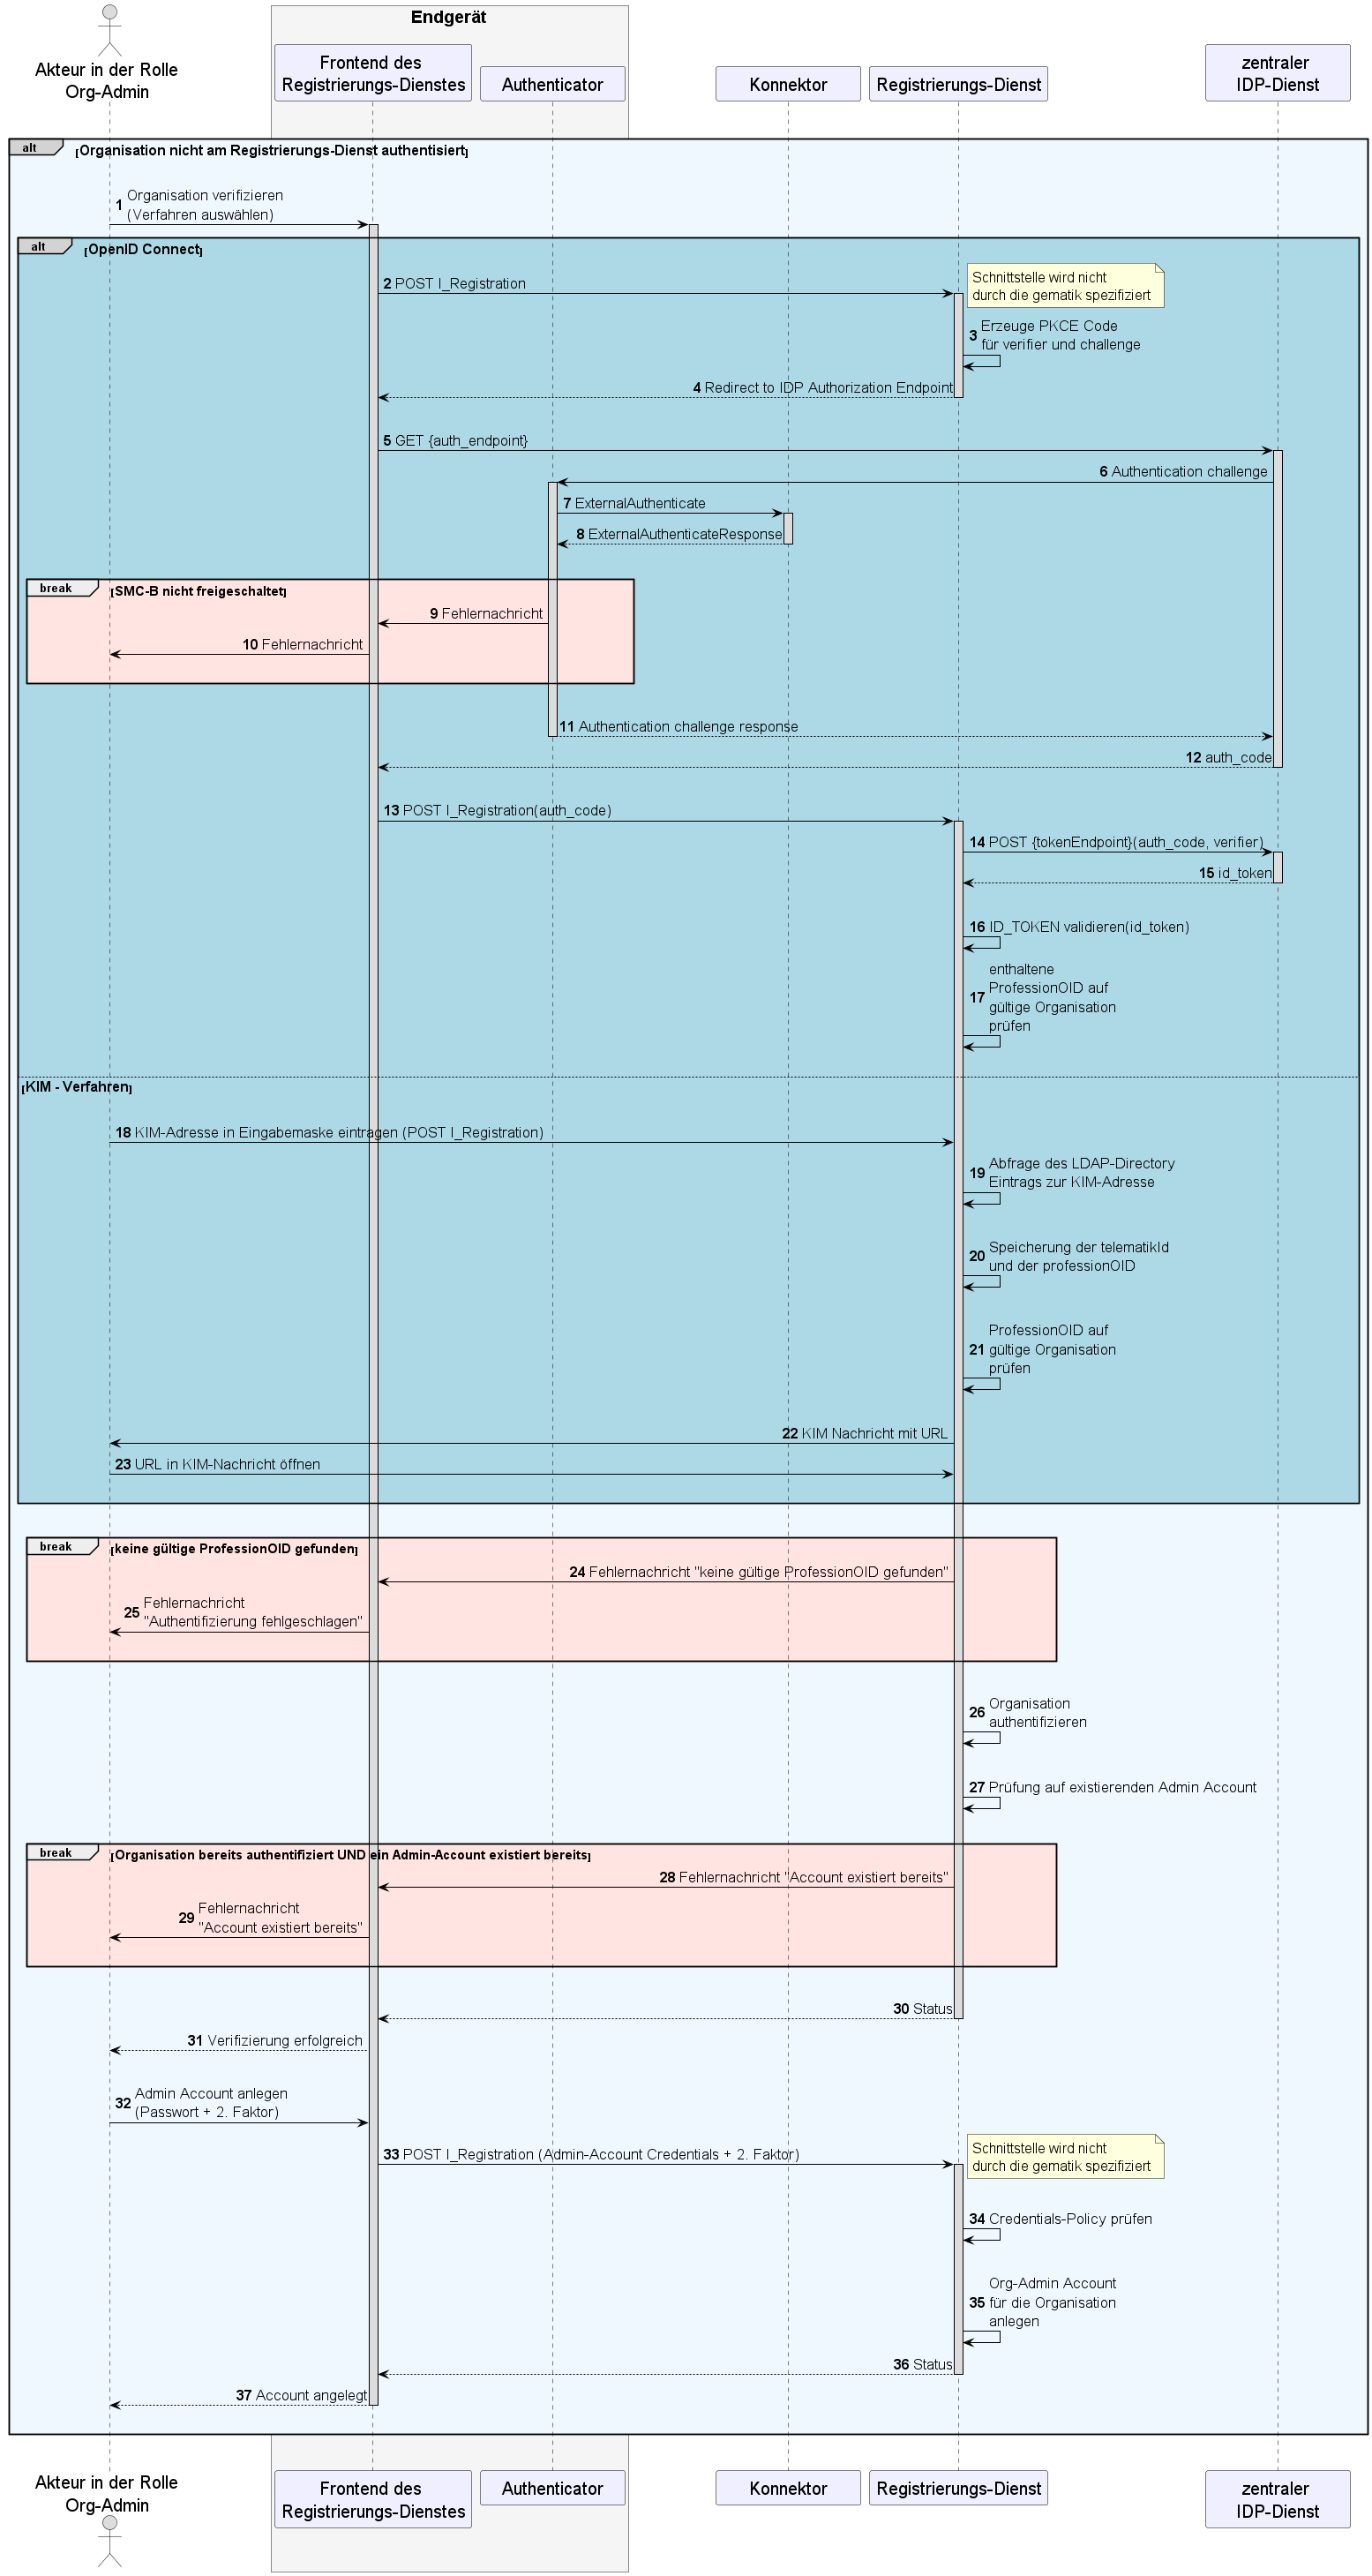 Endgerät
Akteur in der Rolle
Org-Admin
Frontend des
Registrierungs-Dienstes
Authenticator
Konnektor
Registrierungs-Dienst
zentraler
IDP-Dienst
alt [Organisation nicht am Registrierungs-Dienst authentisiert]
1 Organisation verifizieren
(Verfahren auswählen)
alt [OpenID Connect]
2 POST I_Registration
Schnittstelle wird nicht
durch die gematik spezifiziert
3 Erzeuge PKCE Code
für verifier und challenge
4 Redirect to IDP Authorization Endpoint
5 GET {auth_endpoint}
6 Authentication challenge
7 ExternalAuthenticate
8 ExternalAuthenticateResponse
break [SMC-B nicht freigeschaltet]
9 Fehlernachricht
10 Fehlernachricht
11 Authentication challenge response
12 auth_code
13 POST I_Registration(auth_code)
14 POST {tokenEndpoint}(auth_code, verifier)
15 id_token
16 ID_TOKEN validieren(id_token)
enthaltene
ProfessionOID auf
17 gültige Organisation
prüfen
[KIM - Verfahren]
18 KIM-Adresse in Eingabemaske eintragen (POST I_Registration)
19 Abfrage des LDAP-Directory
Eintrags zur KIM-Adresse
20 Speicherung der telematikId
und der professionOID
ProfessionOID auf
21 gültige Organisation
prüfen
22 KIM Nachricht mit URL
23 URL in KIM-Nachricht öffnen
break [keine gültige ProfessionOID gefunden]
24 Fehlernachricht "keine gültige ProfessionOID gefunden"
25 Fehlernachricht
"Authentifizierung fehlgeschlagen"
26 Organisation
authentifizieren
27 Prüfung auf existierenden Admin Account
break [Organisation bereits authentifiziert UND ein Admin-Account existiert bereits]
28 Fehlernachricht "Account existiert bereits"
29 Fehlernachricht
"Account existiert bereits"
30 Status
31 Verifizierung erfolgreich
32 Admin Account anlegen
(Passwort + 2. Faktor)
33 POST I_Registration (Admin-Account Credentials + 2. Faktor)
Schnittstelle wird nicht
durch die gematik spezifiziert
34 Credentials-Policy prüfen
Org-Admin Account
35 für die Organisation
anlegen
36 Status
37 Account angelegt
Akteur in der Rolle
Org-Admin
Frontend des
Registrierungs-Dienstes
Authenticator
Konnektor
Registrierungs-Dienst
zentraler
IDP-Dienst